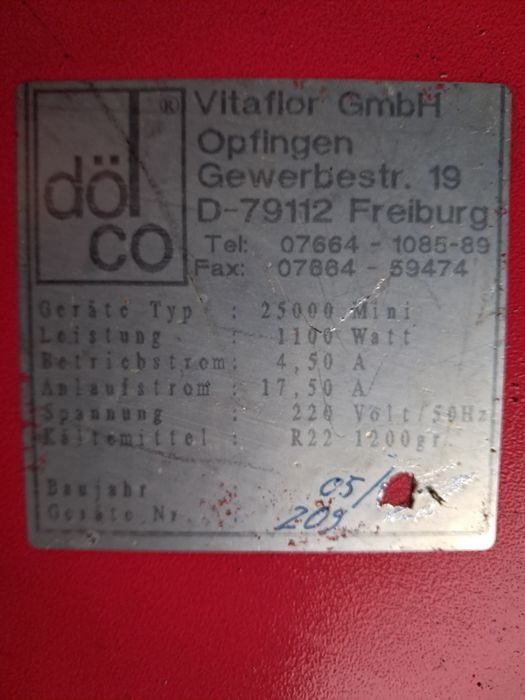 döl
co
®
Vitaflor GmbH
Opfingen
Gewerbestr. 19
D-79112 Freiburg
Tel: 07664 - 1085-89
Fax: 07664 - 59474
Geräte Typ : 25000 Mini
Leistung : 1100 Watt
Betriebstrom: 4,50 A
Anlaufstrom : 17,50 A
Spannung : 220 Volt/50Hz
Kältemittel : R22 1200gr.
Baujahr : 05/
Geräte Nr. : 209